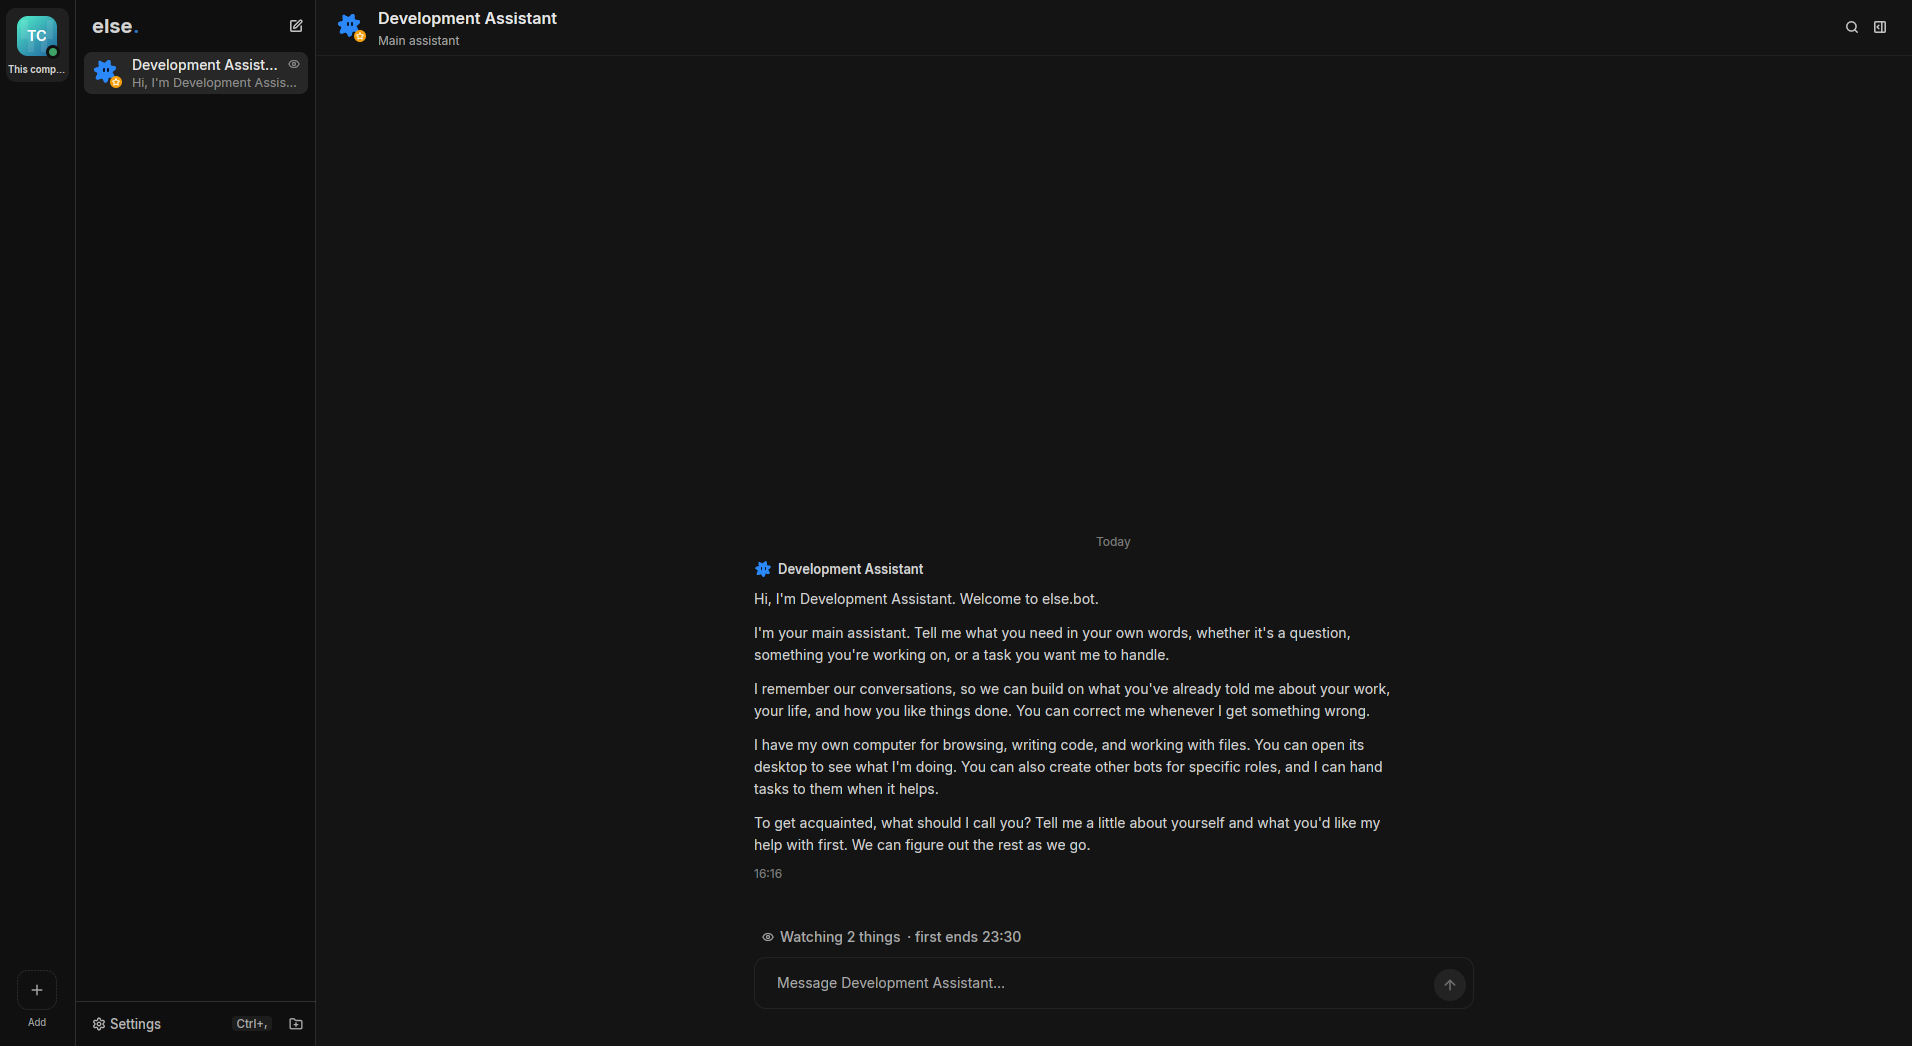 TC
This comp...
else.
Development Assist...
Hi, I'm Development Assis...
Development Assistant
Main assistant
Today
Development Assistant
Hi, I'm Development Assistant. Welcome to else.bot.
I'm your main assistant. Tell me what you need in your own words, whether it's a question,
something you're working on, or a task you want me to handle.
I remember our conversations, so we can build on what you've already told me about your work,
your life, and how you like things done. You can correct me whenever I get something wrong.
I have my own computer for browsing, writing code, and working with files. You can open its
desktop to see what I'm doing. You can also create other bots for specific roles, and I can hand
tasks to them when it helps.
To get acquainted, what should I call you? Tell me a little about yourself and what you'd like my
help with first. We can figure out the rest as we go.
16:16
Watching 2 things · first ends 23:30
Message Development Assistant...
Add
Settings
Ctrl+,